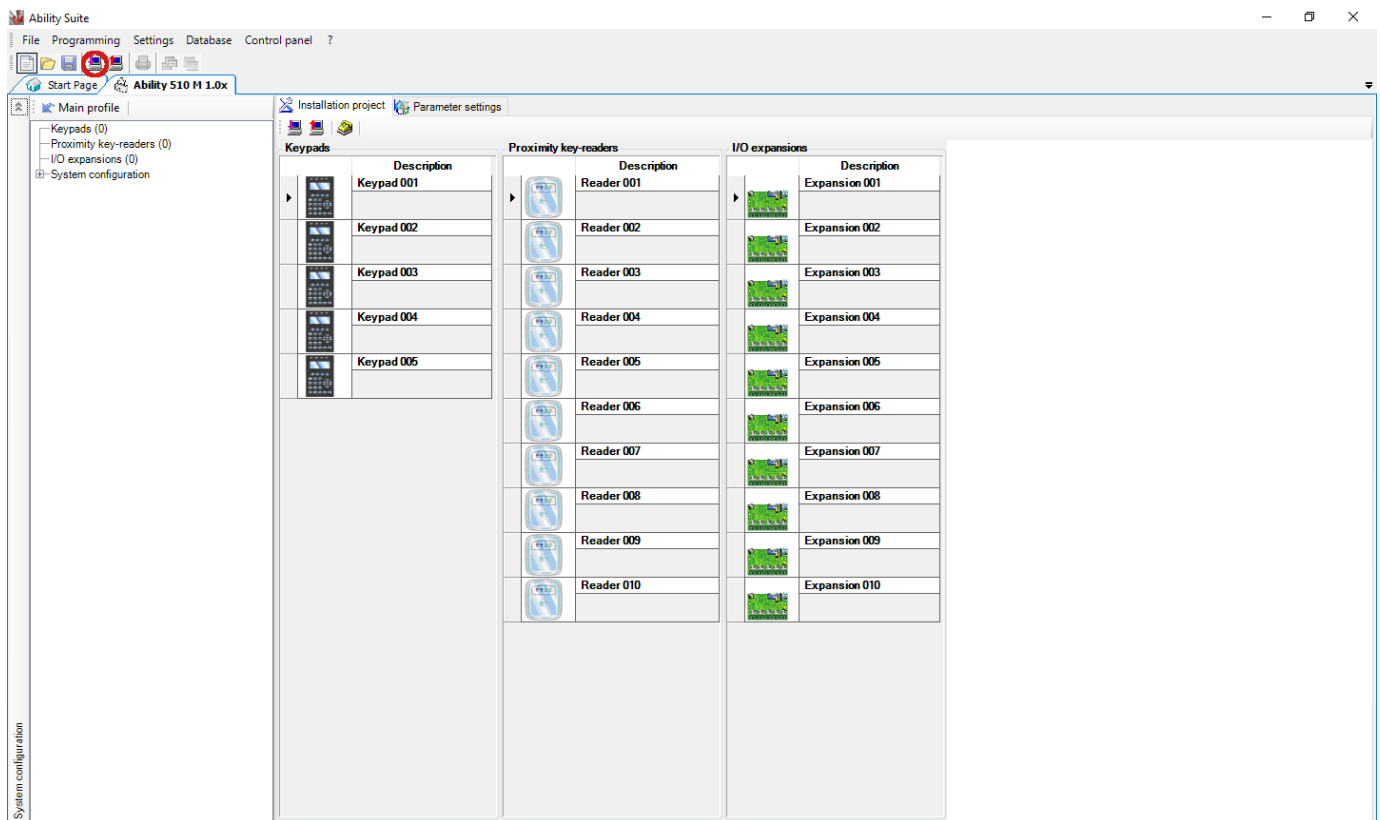 Ability Suite
File Programming Settings Database Control panel ?
Start Page Ability 510 M 1.0x
Main profile
Installation project Parameter settings
Keypads (0)
Proximity key-readers (0)
I/O expansions (0)
System configuration
Keypads
Description
Keypad 001
Keypad 002
Keypad 003
Keypad 004
Keypad 005
Proximity key-readers
Description
Reader 001
Reader 002
Reader 003
Reader 004
Reader 005
Reader 006
Reader 007
Reader 008
Reader 009
Reader 010
I/O expansions
Description
Expansion 001
Expansion 002
Expansion 003
Expansion 004
Expansion 005
Expansion 006
Expansion 007
Expansion 008
Expansion 009
Expansion 010
System configuration